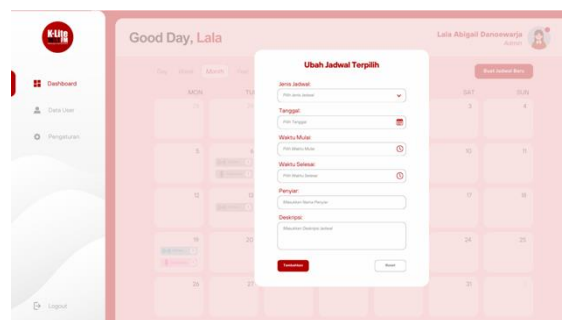 K-Lite
FM
Good Day, Lala
Lala Abigail Danoewarja
Admin
Dashboard
Data User
Pengaturan
Logout
Day
Week
Month
Year
Buat Jadwal Baru
MON
TUE
SAT
SUN
3
4
5
6
10
11
12
13
17
18
19
20
24
25
26
27
31
Ubah Jadwal Terpilih
Jenis Jadwal:
Pilih Jenis Jadwal
Tanggal:
Pilih Tanggal
Waktu Mulai:
Pilih Waktu Mulai
Waktu Selesai:
Pilih Waktu Selesai
Penyiar:
Masukkan Nama Penyiar
Deskripsi:
Masukkan Deskripsi Jadwal
Tambahkan
Reset